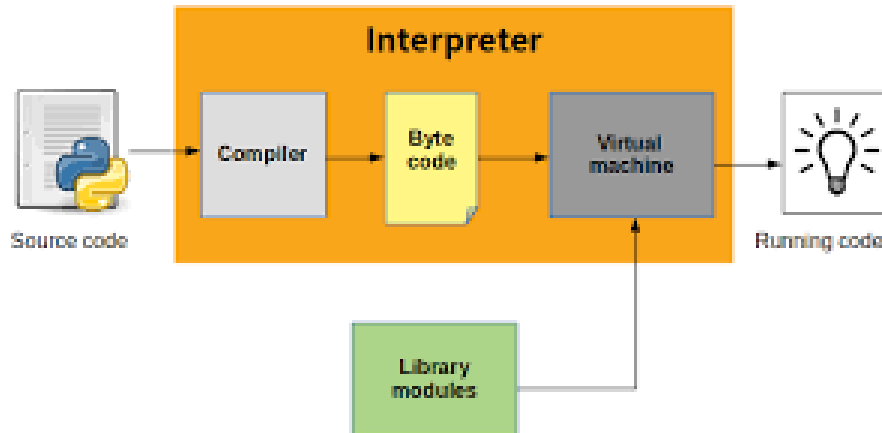 Interpreter
Compiler
Byte
code
Virtual
machine
Source code
Running code
Library
modules